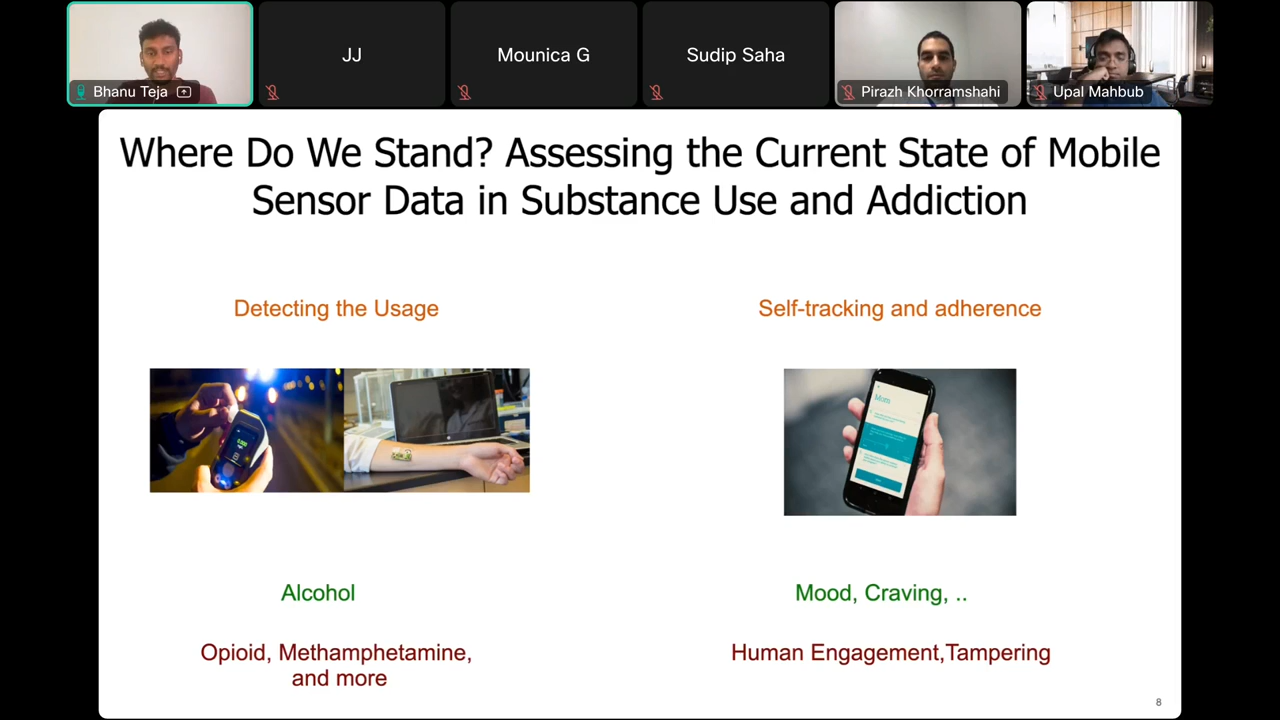 JJ
Mounica G
Sudip Saha
Bhanu Teja
Pirazh Khorramshahi
Upal Mahbub
Where Do We Stand? Assessing the Current State of Mobile
Sensor Data in Substance Use and Addiction
Detecting the Usage
Self-tracking and adherence
Mom
Alcohol
Mood, Craving, ..
Opioid, Methamphetamine,
and more
Human Engagement,Tampering
8